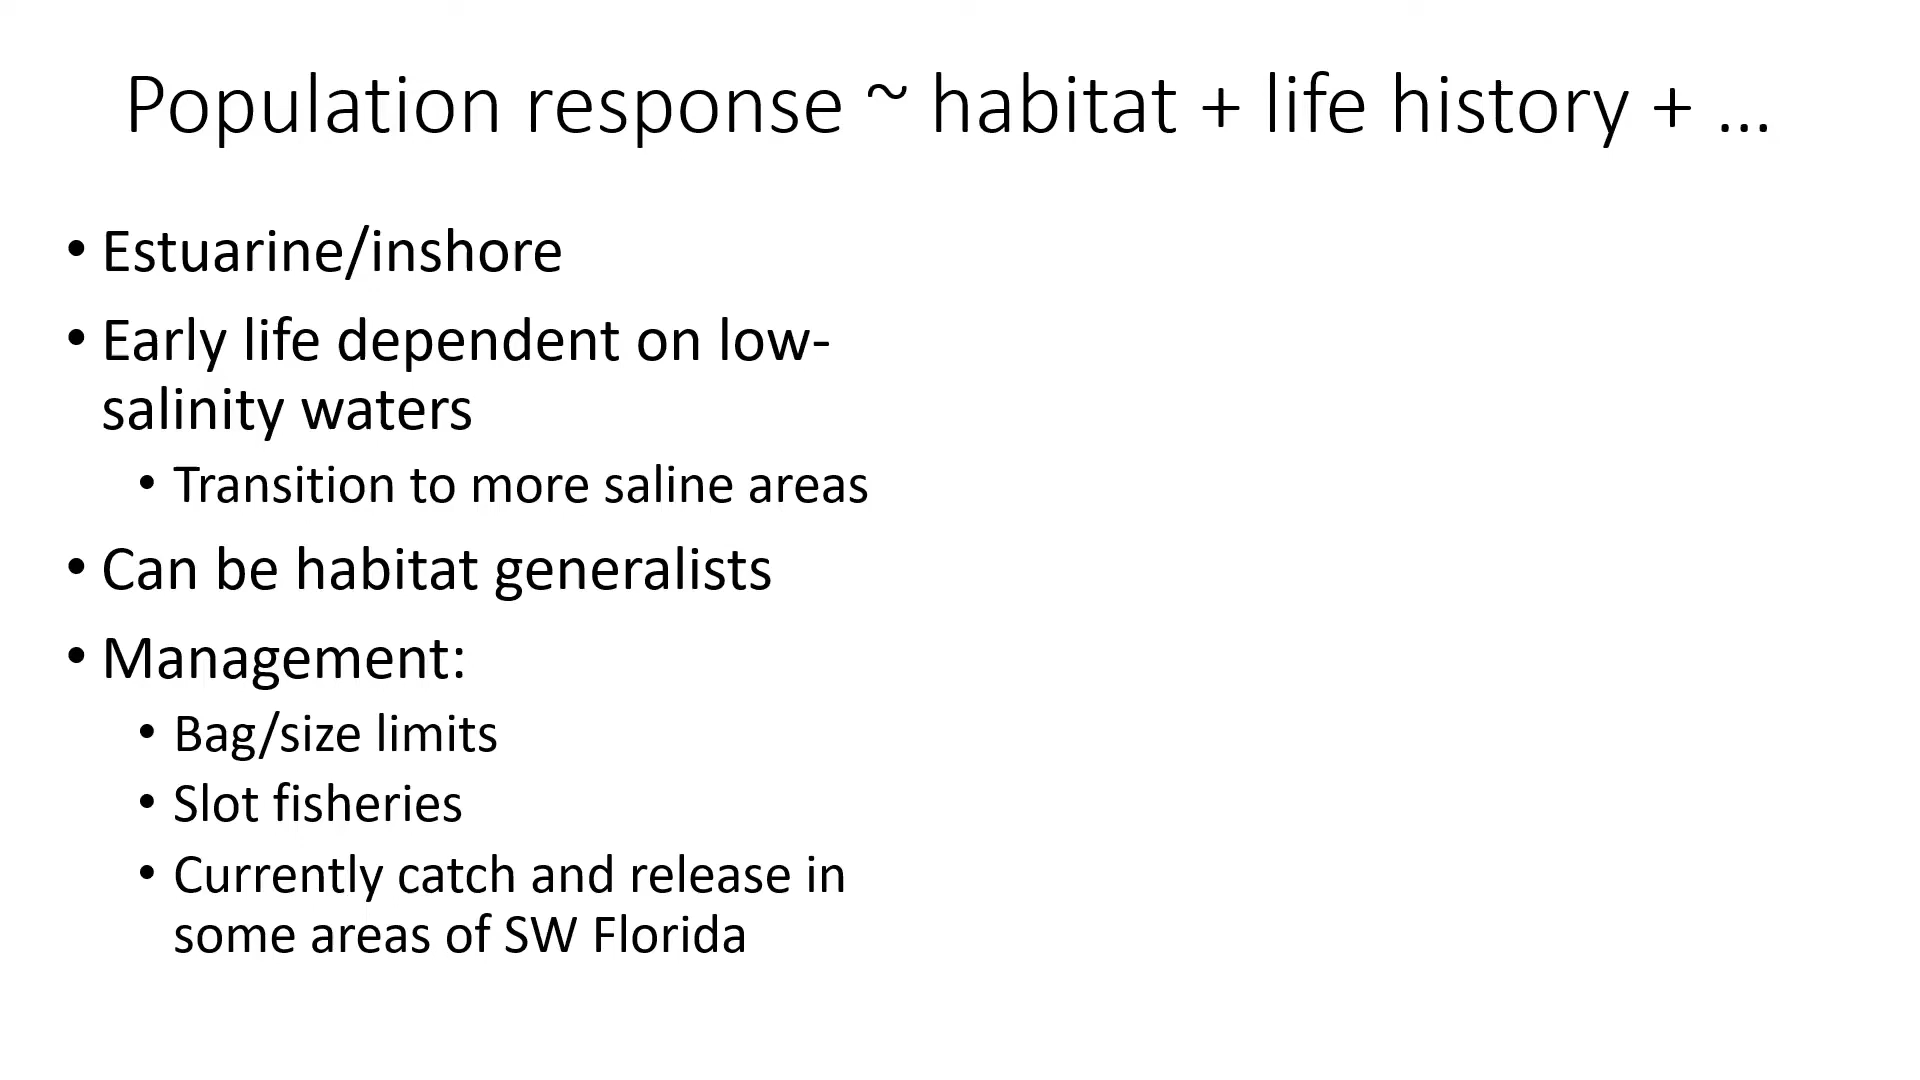 Population response ~ habitat + life history + …
• Estuarine/inshore
• Early life dependent on low-
salinity waters
• Transition to more saline areas
• Can be habitat generalists
• Management:
• Bag/size limits
• Slot fisheries
• Currently catch and release in
some areas of SW Florida